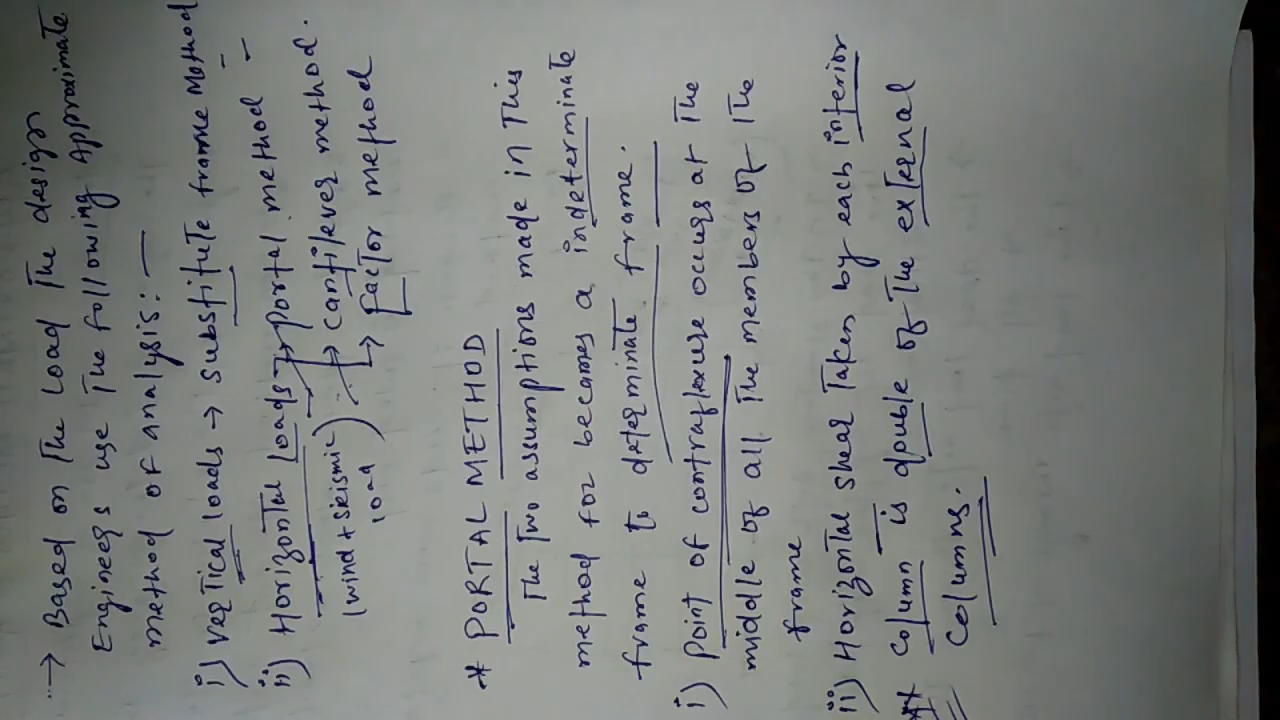 ...→ Based on The Load The design
Engineers use The following Approximate
method of analysis:—
i) vertical loads → substitute frame Method
ii) Horizontal Loads → portal method
(wind + seismic load) → cantilever method.
→ factor method
* PORTAL METHOD
The Two assumptions made in This
method for becomes a indeterminate
frame to determinate frame.
i) point of contraflexure occurs at The
middle of all The members of The
frame
ii) Horizontal shear Taken by each interior
column is double of The external
columns.